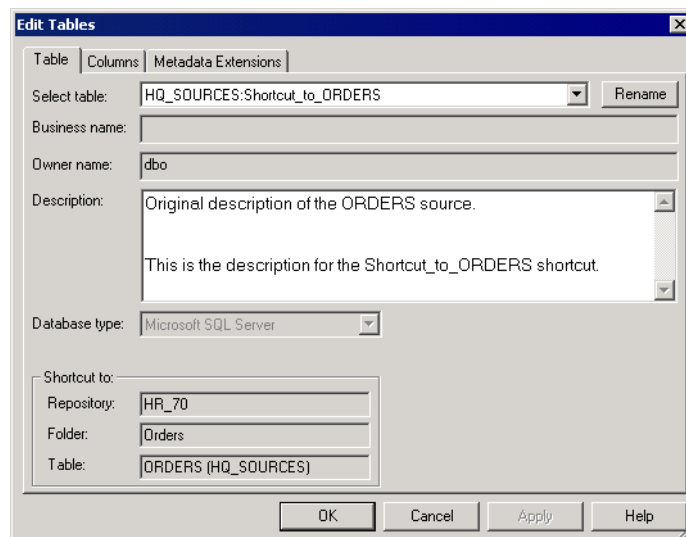 Edit Tables
Table Columns Metadata Extensions
Select table: HQ_SOURCES:Shortcut_to_ORDERS Rename
Business name:
Owner name: dbo
Description: Original description of the ORDERS source.
This is the description for the Shortcut_to_ORDERS shortcut.
Database type: Microsoft SQL Server
Shortcut to:
Repository: HR_70
Folder: Orders
Table: ORDERS (HQ_SOURCES)
OK Cancel Apply Help